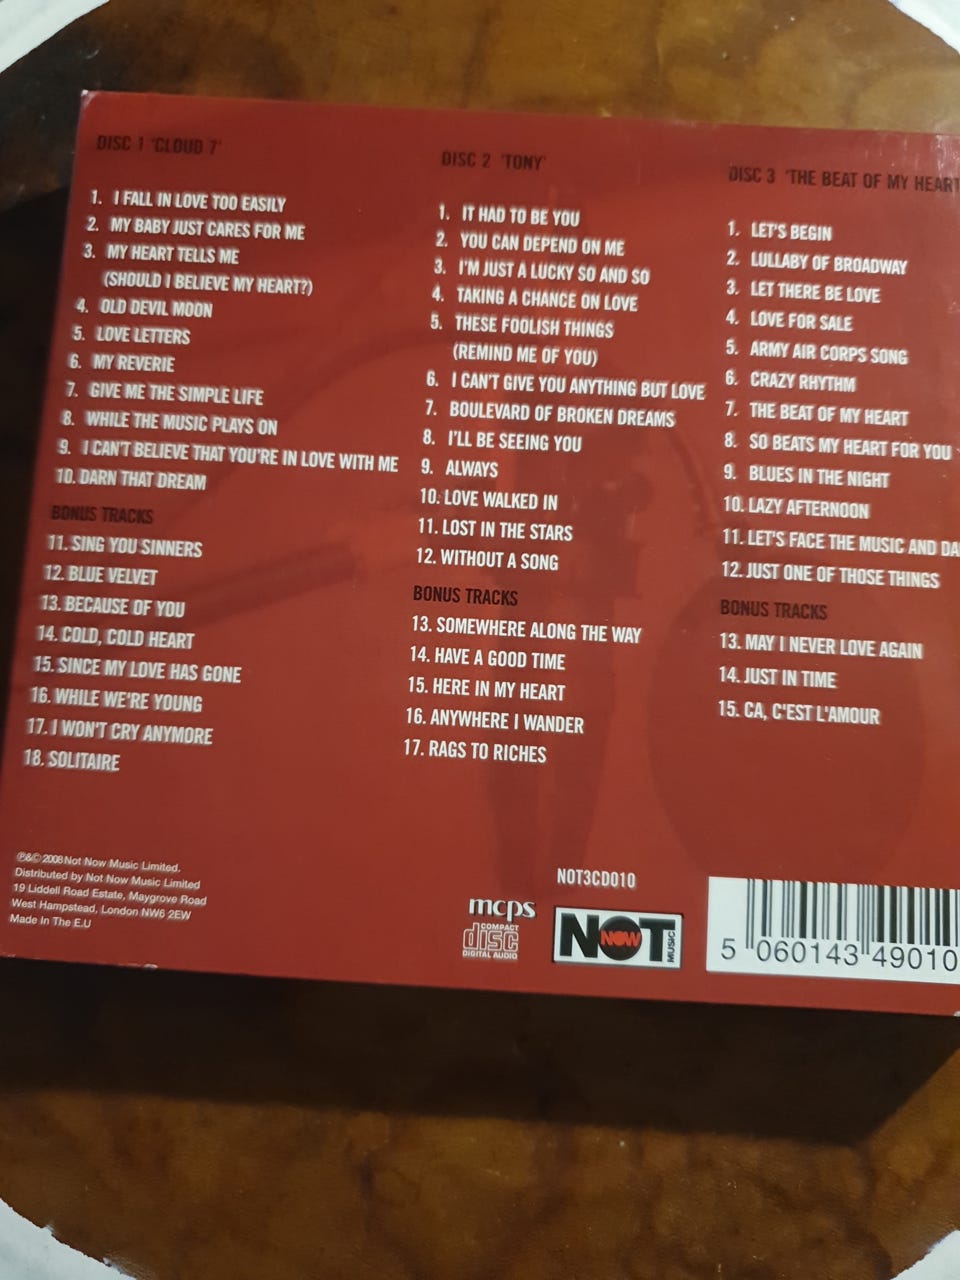 DISC 1 'CLOUD 7'
1. I FALL IN LOVE TOO EASILY
2. MY BABY JUST CARES FOR ME
3. MY HEART TELLS ME
(SHOULD I BELIEVE MY HEART?)
4. OLD DEVIL MOON
5. LOVE LETTERS
6. MY REVERIE
7. GIVE ME THE SIMPLE LIFE
8. WHILE THE MUSIC PLAYS ON
9. I CAN'T BELIEVE THAT YOU'RE IN LOVE WITH ME
10. DARN THAT DREAM
BONUS TRACKS
11. SING YOU SINNERS
12. BLUE VELVET
13. BECAUSE OF YOU
14. COLD, COLD HEART
15. SINCE MY LOVE HAS GONE
16. WHILE WE'RE YOUNG
17. I WON'T CRY ANYMORE
18. SOLITAIRE
DISC 2 'TONY'
1. IT HAD TO BE YOU
2. YOU CAN DEPEND ON ME
3. I'M JUST A LUCKY SO AND SO
4. TAKING A CHANCE ON LOVE
5. THESE FOOLISH THINGS
(REMIND ME OF YOU)
6. I CAN'T GIVE YOU ANYTHING BUT LOVE
7. BOULEVARD OF BROKEN DREAMS
8. I'LL BE SEEING YOU
9. ALWAYS
10. LOVE WALKED IN
11. LOST IN THE STARS
12. WITHOUT A SONG
BONUS TRACKS
13. SOMEWHERE ALONG THE WAY
14. HAVE A GOOD TIME
15. HERE IN MY HEART
16. ANYWHERE I WANDER
17. RAGS TO RICHES
DISC 3 'THE BEAT OF MY HEART
1. LET'S BEGIN
2. LULLABY OF BROADWAY
3. LET THERE BE LOVE
4. LOVE FOR SALE
5. ARMY AIR CORPS SONG
6. CRAZY RHYTHM
7. THE BEAT OF MY HEART
8. SO BEATS MY HEART FOR YOU
9. BLUES IN THE NIGHT
10. LAZY AFTERNOON
11. LET'S FACE THE MUSIC AND DA
12. JUST ONE OF THOSE THINGS
BONUS TRACKS
13. MAY I NEVER LOVE AGAIN
14. JUST IN TIME
15. CA, C'EST L'AMOUR
℗&© 2008 Not Now Music Limited.
Distributed by Not Now Music Limited
19 Liddell Road Estate, Maygrove Road
West Hampstead, London NW6 2EW
Made In The E.U
NOT3CD010
mcps
COMPACT
disc
DIGITAL AUDIO
NOT
NOW
MUSIC
5 060143 49010